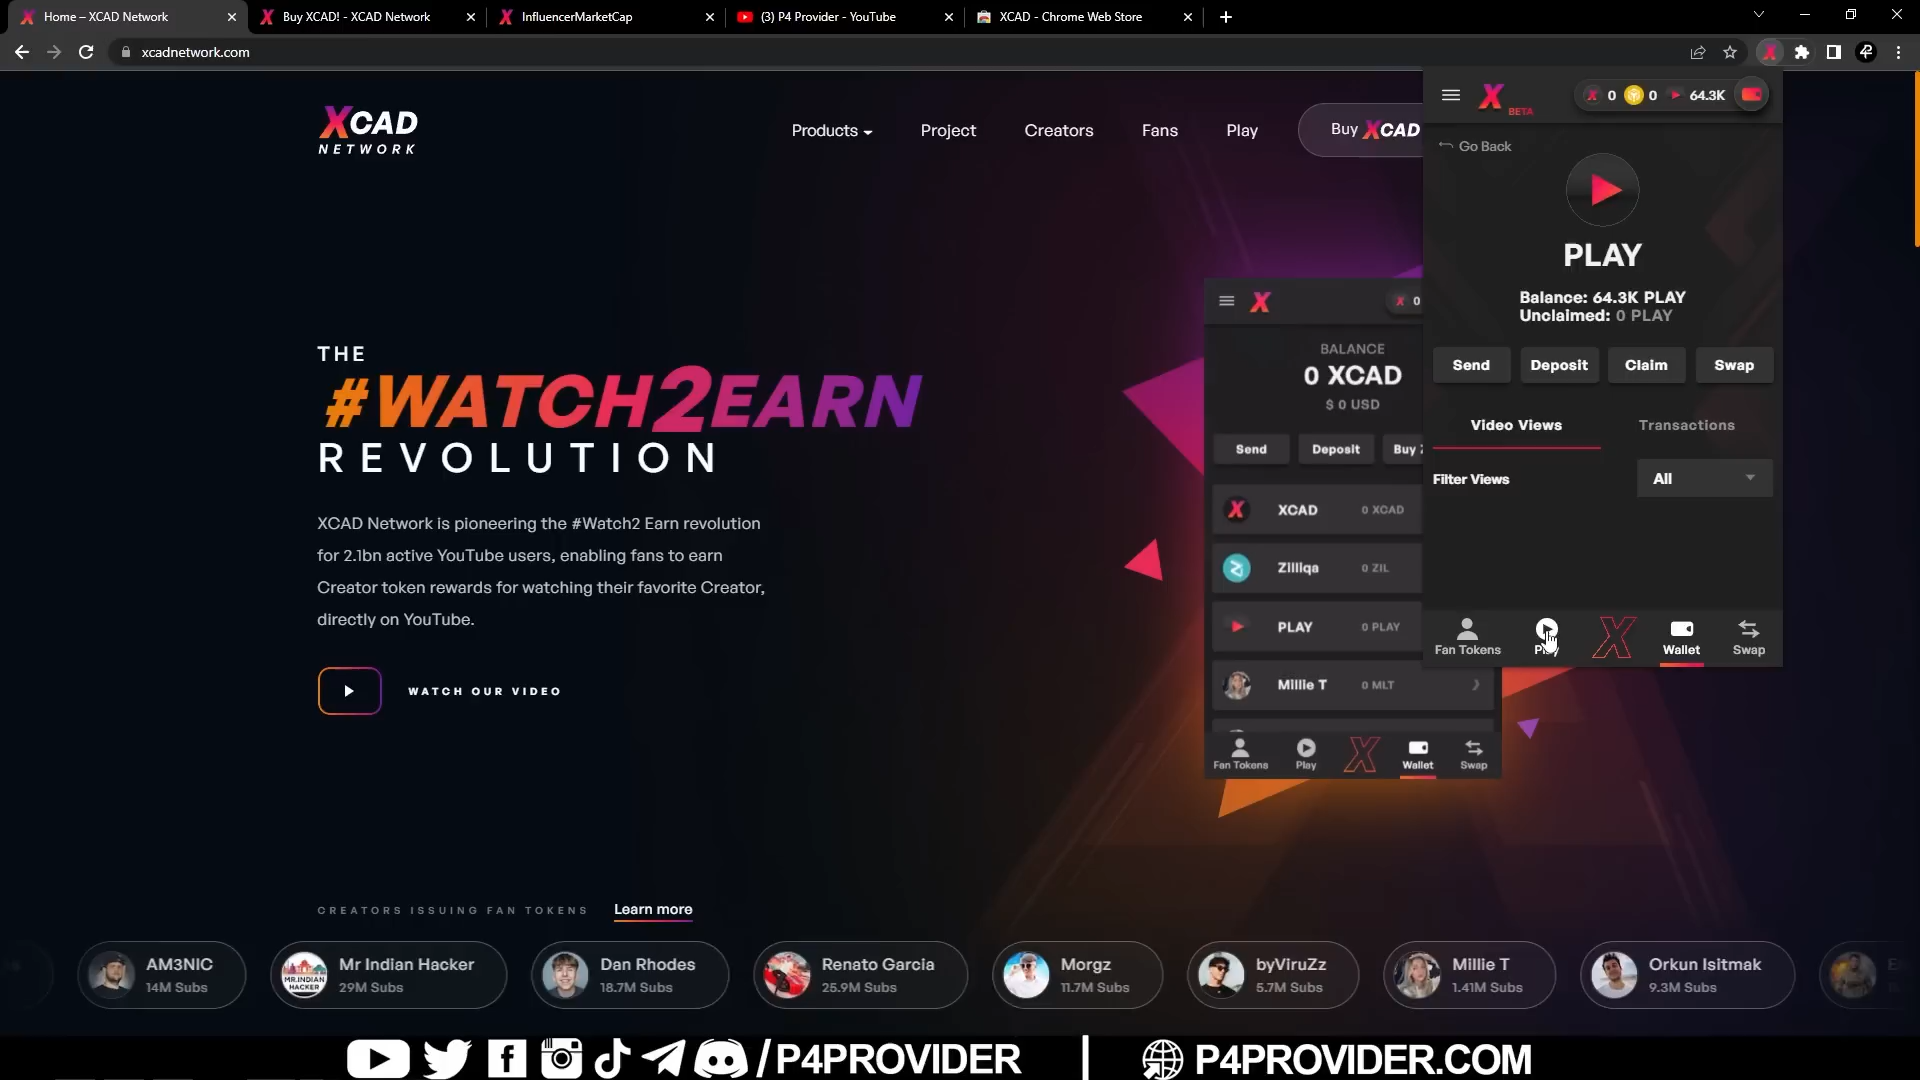 Home – XCAD Network
Buy XCAD! - XCAD Network
InfluencerMarketCap
(3) P4 Provider - YouTube
XCAD - Chrome Web Store
xcadnetwork.com
XCAD
NETWORK
Products
Project
Creators
Fans
Play
Buy XCAD
THE
#WATCH2EARN
REVOLUTION
XCAD Network is pioneering the #Watch2 Earn revolution
for 2.1bn active YouTube users, enabling fans to earn
Creator token rewards for watching their favorite Creator,
directly on YouTube.
WATCH OUR VIDEO
X
0
BALANCE
0 XCAD
$ 0 USD
Send
Deposit
Buy
XCAD
0 XCAD
Zilliqa
0 ZIL
PLAY
0 PLAY
Millie T
0 MLT
Fan Tokens
Play
Wallet
Swap
X BETA
0
0
64.3K
Go Back
PLAY
Balance: 64.3K PLAY
Unclaimed: 0 PLAY
Send
Deposit
Claim
Swap
Video Views
Transactions
Filter Views
All
Fan Tokens
Play
Wallet
Swap
CREATORS ISSUING FAN TOKENS
Learn more
AM3NIC
14M Subs
MR.INDIAN HACKER
Mr Indian Hacker
29M Subs
Dan Rhodes
18.7M Subs
Renato Garcia
25.9M Subs
Morgz
11.7M Subs
byViruZz
5.7M Subs
Millie T
1.41M Subs
Orkun Isitmak
9.3M Subs
/P4PROVIDER | P4PROVIDER.COM